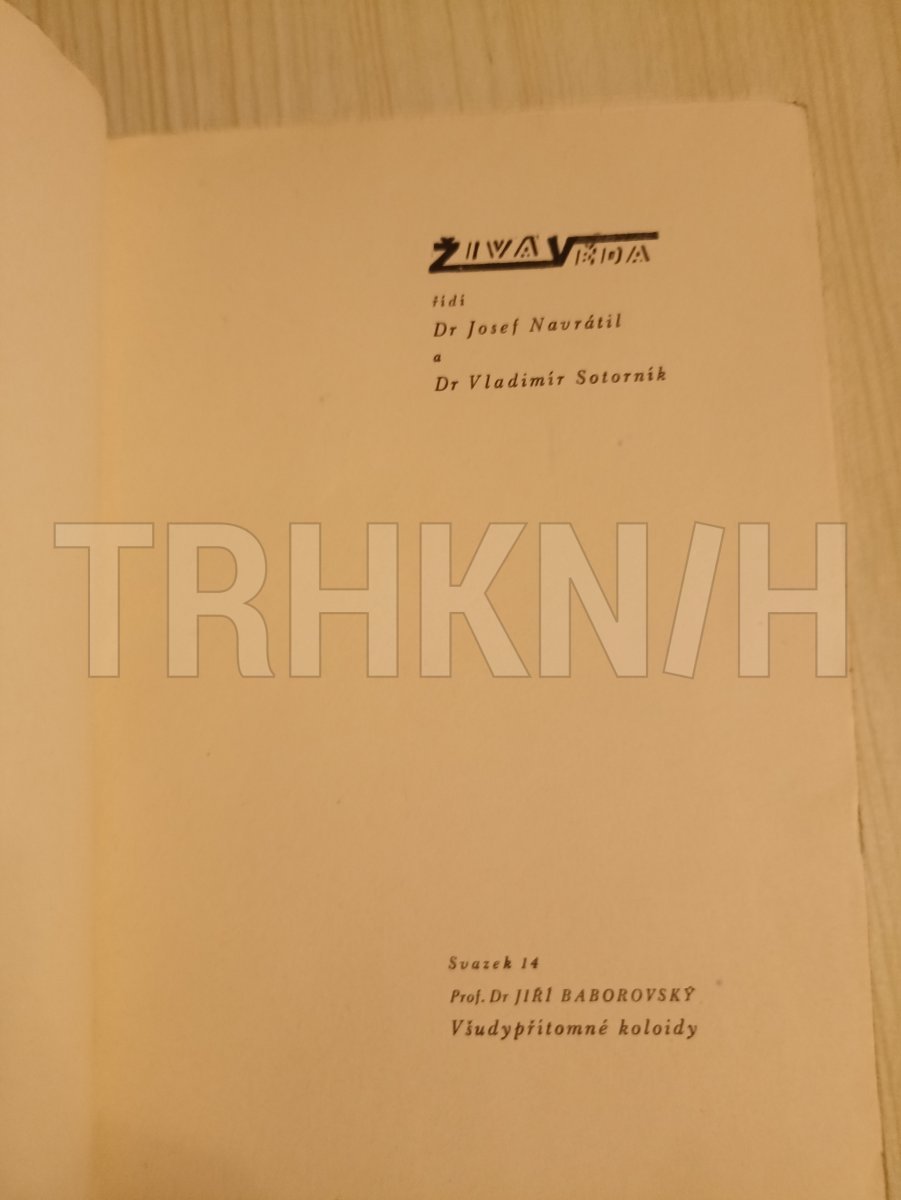 ŽIVÁ VĚDA
řídí
Dr Josef Navrátil
a
Dr Vladimír Sotorník
TRHKNIH
Svazek 14
Prof. Dr JIŘÍ BABOROVSKÝ
Všudypřítomné koloidy